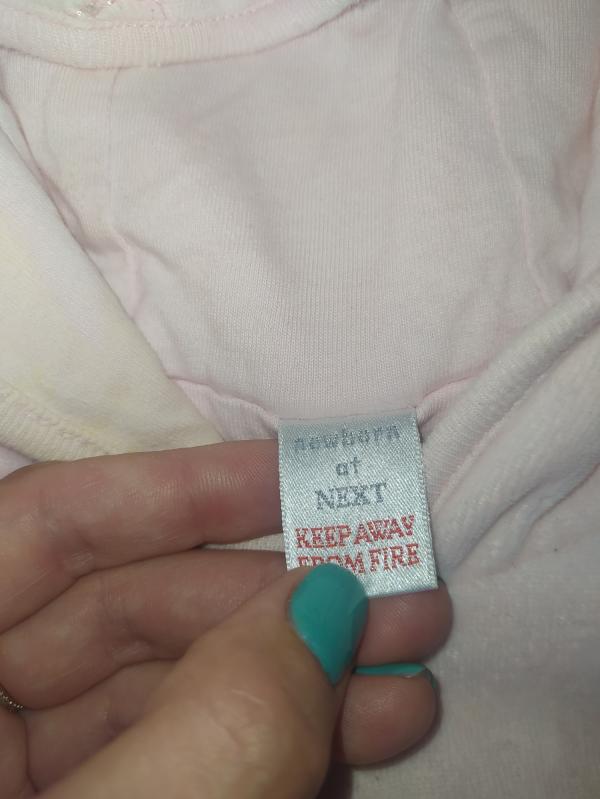 newborn
at
NEXT
KEEP AWAY
FROM FIRE